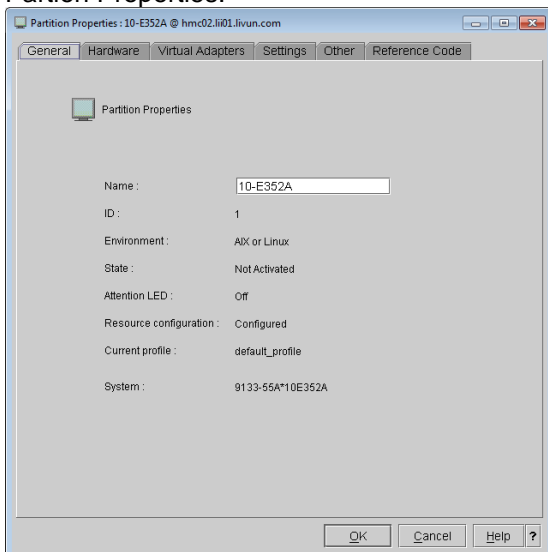 Partition Properties.
Partition Properties : 10-E352A @ hmc02.lii01.livun.com
General Hardware Virtual Adapters Settings Other Reference Code
Partition Properties
Name : 10-E352A
ID : 1
Environment : AIX or Linux
State : Not Activated
Attention LED : Off
Resource configuration : Configured
Current profile : default_profile
System : 9133-55A*10E352A
OK Cancel Help ?